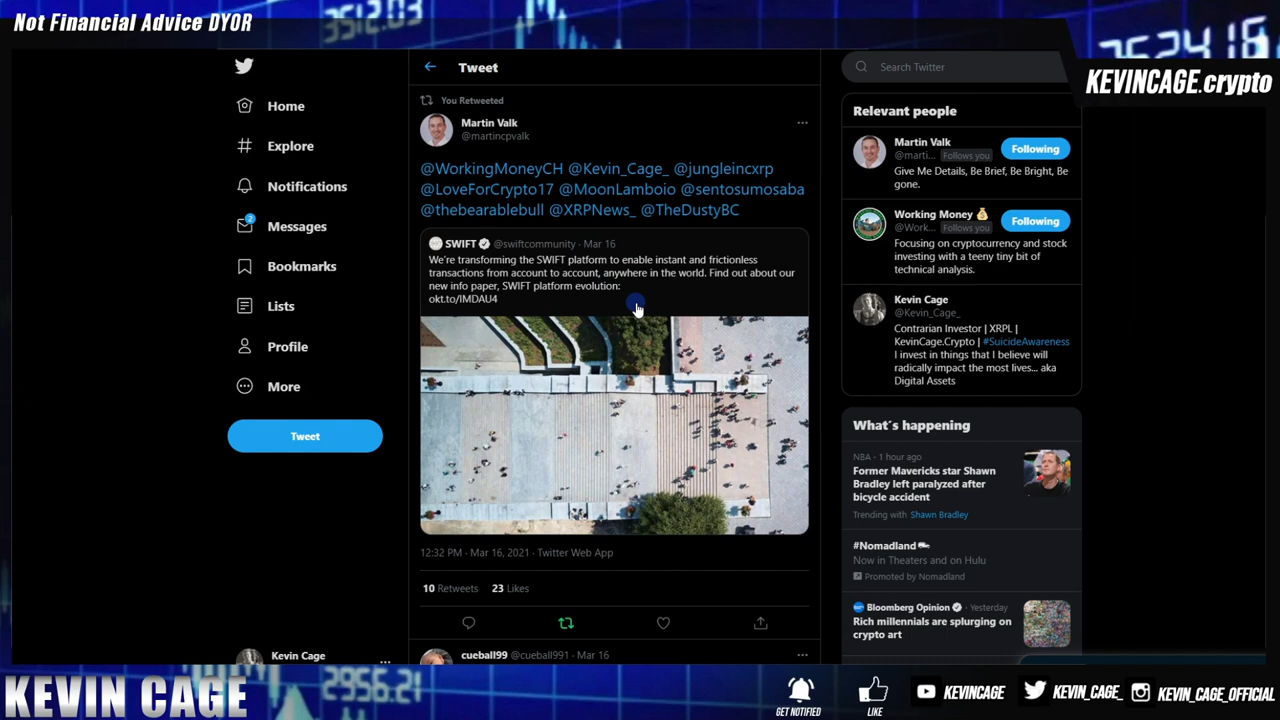 Not Financial Advice DYOR
3512.03
3524.16
KEVINCAGE.crypto
Home
Explore
Notifications
2
Messages
Bookmarks
Lists
Profile
More
Tweet
Kevin Cage
Tweet
You Retweeted
Martin Valk
@martincpvalk
@WorkingMoneyCH @Kevin_Cage_ @jungleincxrp
@LoveForCrypto17 @MoonLamboio @sentosumosaba
@thebearablebull @XRPNews_ @TheDustyBC
SWIFT @swiftcommunity · Mar 16
We're transforming the SWIFT platform to enable instant and frictionless
transactions from account to account, anywhere in the world. Find out about our
new info paper, SWIFT platform evolution:
okt.to/IMDAU4
12:32 PM · Mar 16, 2021 · Twitter Web App
10 Retweets 23 Likes
cueball99 @cueball991 · Mar 16
Search Twitter
Relevant people
Martin Valk
@marti... Follows you
Following
Give Me Details, Be Brief, Be Bright, Be
gone.
Working Money
@Work... Follows you
Following
Focusing on cryptocurrency and stock
investing with a teeny tiny bit of
technical analysis.
Kevin Cage
@Kevin_Cage_
Contrarian Investor | XRPL |
KevinCage.Crypto | #SuicideAwareness
I invest in things that I believe will
radically impact the most lives... aka
Digital Assets
What's happening
NBA · 1 hour ago
Former Mavericks star Shawn
Bradley left paralyzed after
bicycle accident
Trending with Shawn Bradley
#Nomadland
Now in Theaters and on Hulu
Promoted by Nomadland
Bloomberg Opinion · Yesterday
Rich millennials are splurging on
crypto art
KEVIN CAGE
2956.21
GET NOTIFIED
LIKE
KEVINCAGE
KEVIN_CAGE_
KEVIN_CAGE_OFFICIAL